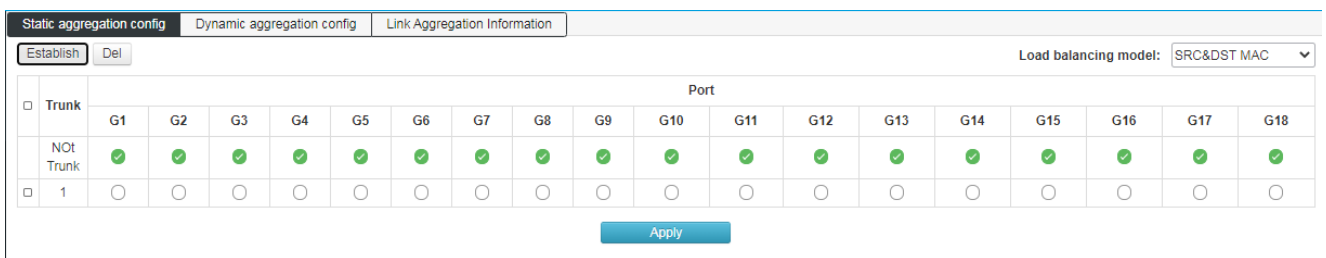 Static aggregation config Dynamic aggregation config Link Aggregation Information
Establish Del Load balancing model: SRC&DST MAC
Trunk Port
G1 G2 G3 G4 G5 G6 G7 G8 G9 G10 G11 G12 G13 G14 G15 G16 G17 G18
NOt
Trunk
1
Apply